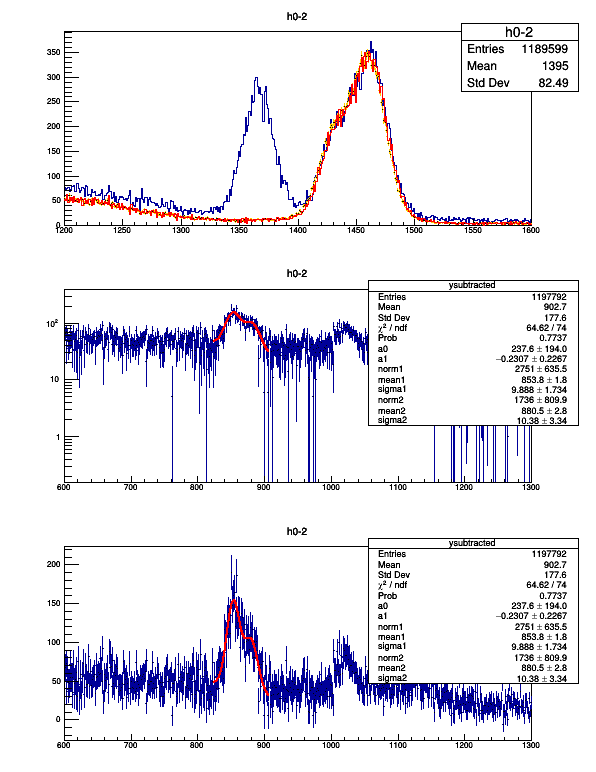 h0-2
h0-2
Entries 1189599
Mean 1395
Std Dev 82.49
350
300
250
200
150
100
50
0
1200 1250 1300 1350 1400 1450 1500 1550 1600
h0-2
ysubtracted
Entries 1197792
Mean 902.7
Std Dev 177.6
χ² / ndf 64.62 / 74
Prob 0.7737
a0 237.6 ± 194.0
a1 −0.2307 ± 0.2267
norm1 2751 ± 635.5
mean1 853.8 ± 1.8
sigma1 9.888 ± 1.734
norm2 1736 ± 809.9
mean2 880.5 ± 2.8
sigma2 10.38 ± 3.34
10²
10
1
600 700 800 900 1000 1100 1200 1300
h0-2
ysubtracted
Entries 1197792
Mean 902.7
Std Dev 177.6
χ² / ndf 64.62 / 74
Prob 0.7737
a0 237.6 ± 194.0
a1 −0.2307 ± 0.2267
norm1 2751 ± 635.5
mean1 853.8 ± 1.8
sigma1 9.888 ± 1.734
norm2 1736 ± 809.9
mean2 880.5 ± 2.8
sigma2 10.38 ± 3.34
200
150
100
50
0
600 700 800 900 1000 1100 1200 1300